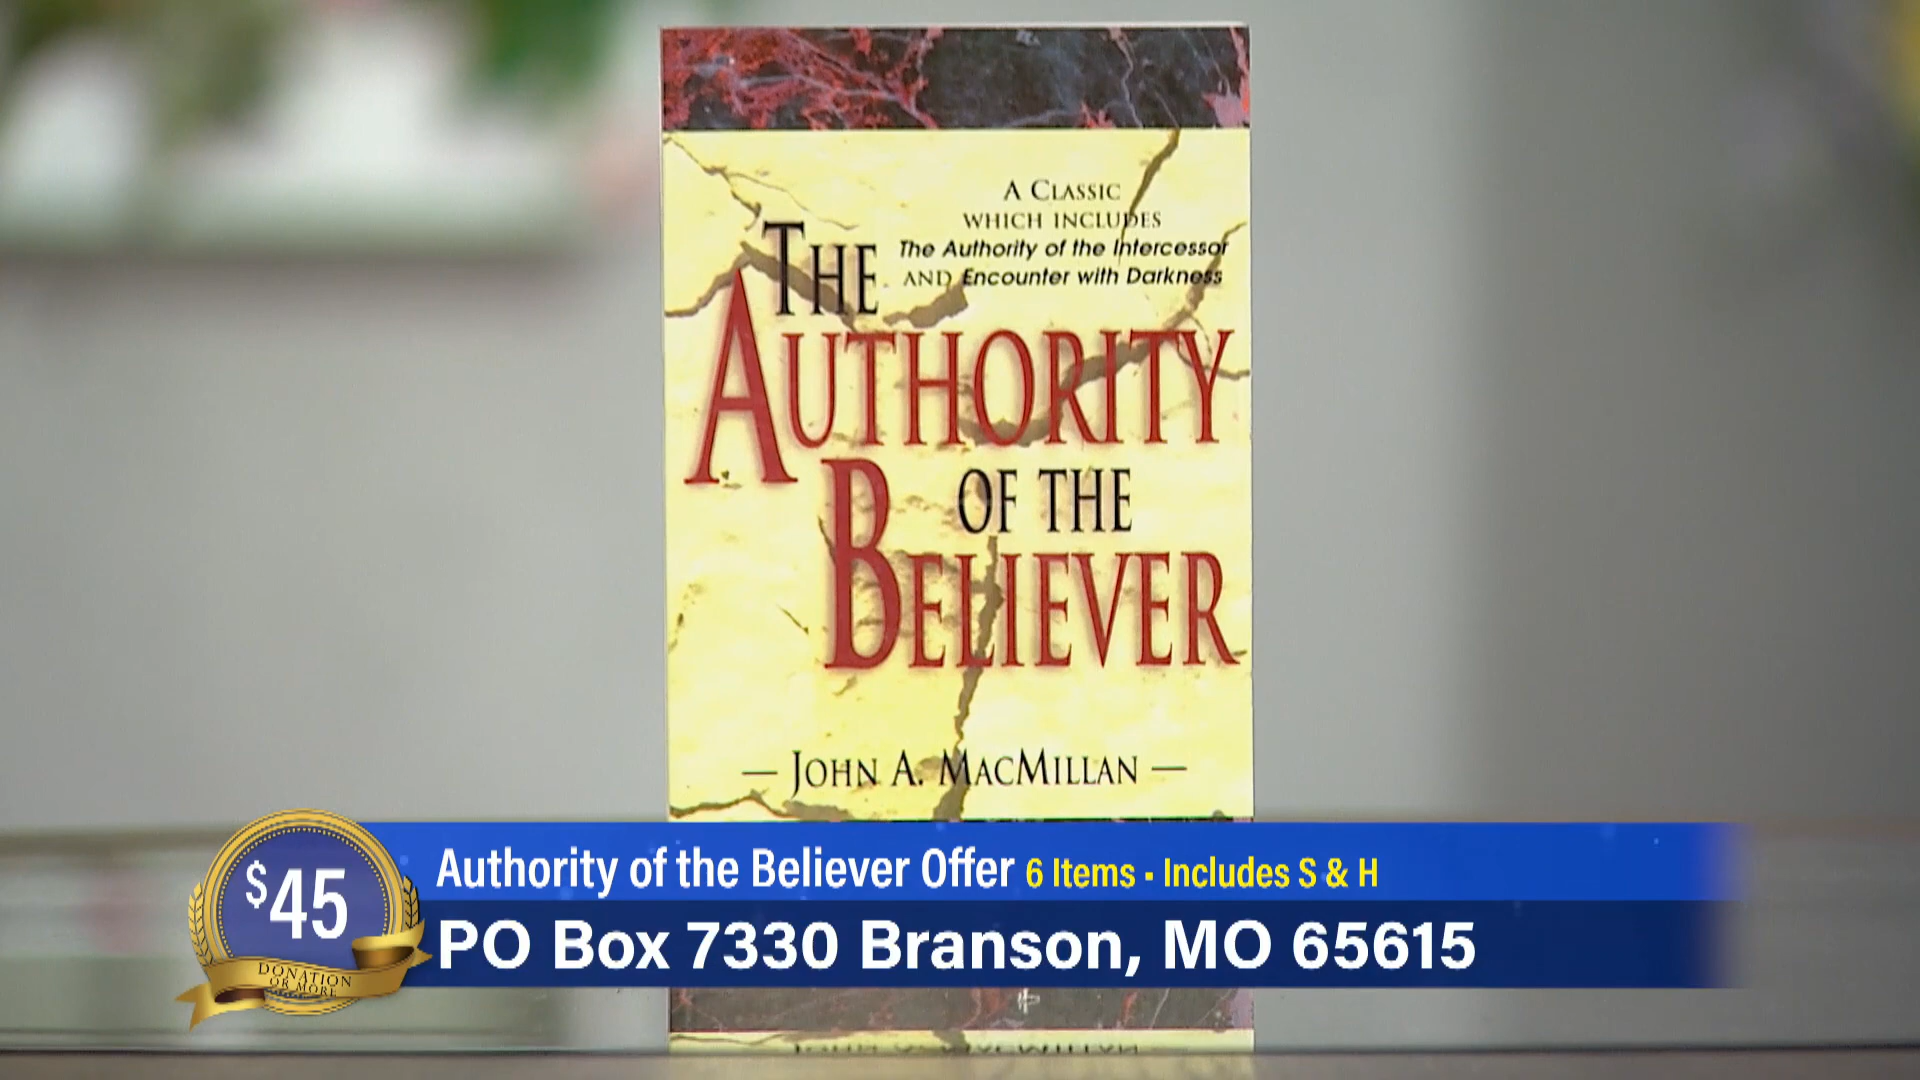 A Classic
which includes
The Authority of the Intercessor
and Encounter with Darkness
The
Authority
of the
Believer
— John A. MacMillan —
$45
DONATION
OR MORE
Authority of the Believer Offer 6 Items · Includes S & H
PO Box 7330 Branson, MO 65615